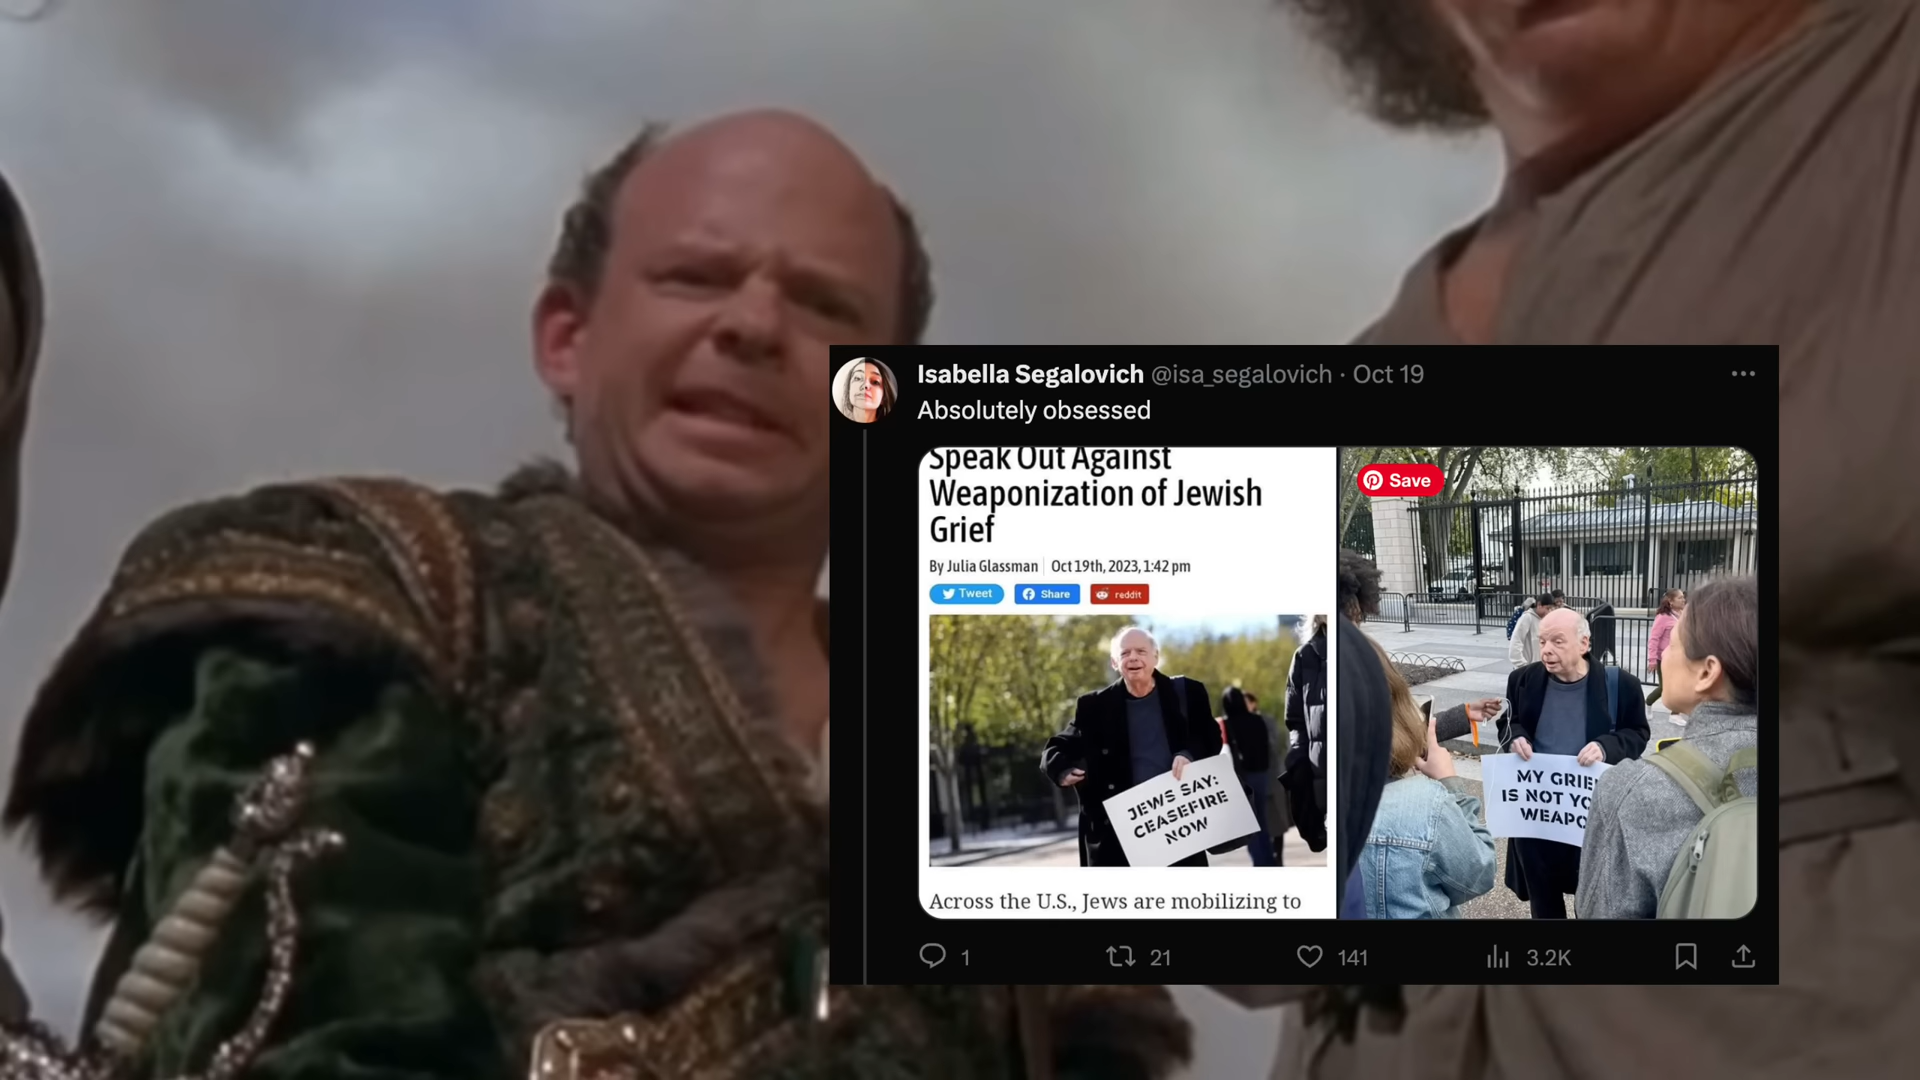 Isabella Segalovich @isa_segalovich · Oct 19
Absolutely obsessed
Speak Out Against
Weaponization of Jewish
Grief
By Julia Glassman Oct 19th, 2023, 1:42 pm
Tweet Share reddit
JEWS SAY:
CEASEFIRE
NOW
Across the U.S., Jews are mobilizing to
Save
MY GRIE
IS NOT YO
WEAPO
1 21 141 3.2K